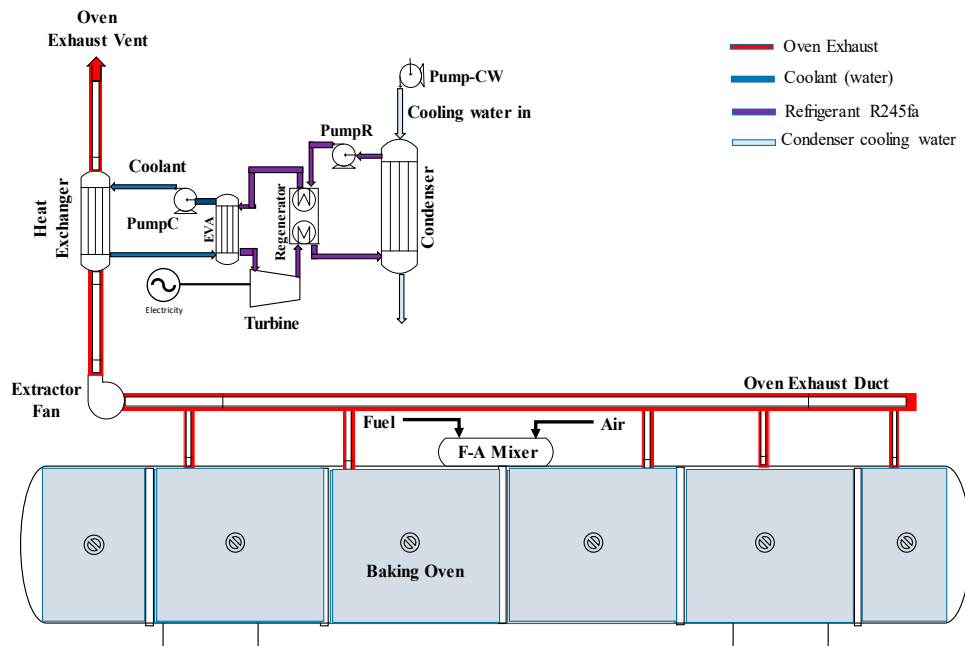 Oven
Exhaust Vent
Oven Exhaust
Coolant (water)
Refrigerant R245fa
Condenser cooling water
Pump-CW
Cooling water in
PumpR
Coolant
PumpC
Heat
Exchanger
EVA
Regenerator
Condenser
Electricity
Turbine
Extractor
Fan
Oven Exhaust Duct
Fuel
Air
F-A Mixer
Baking Oven